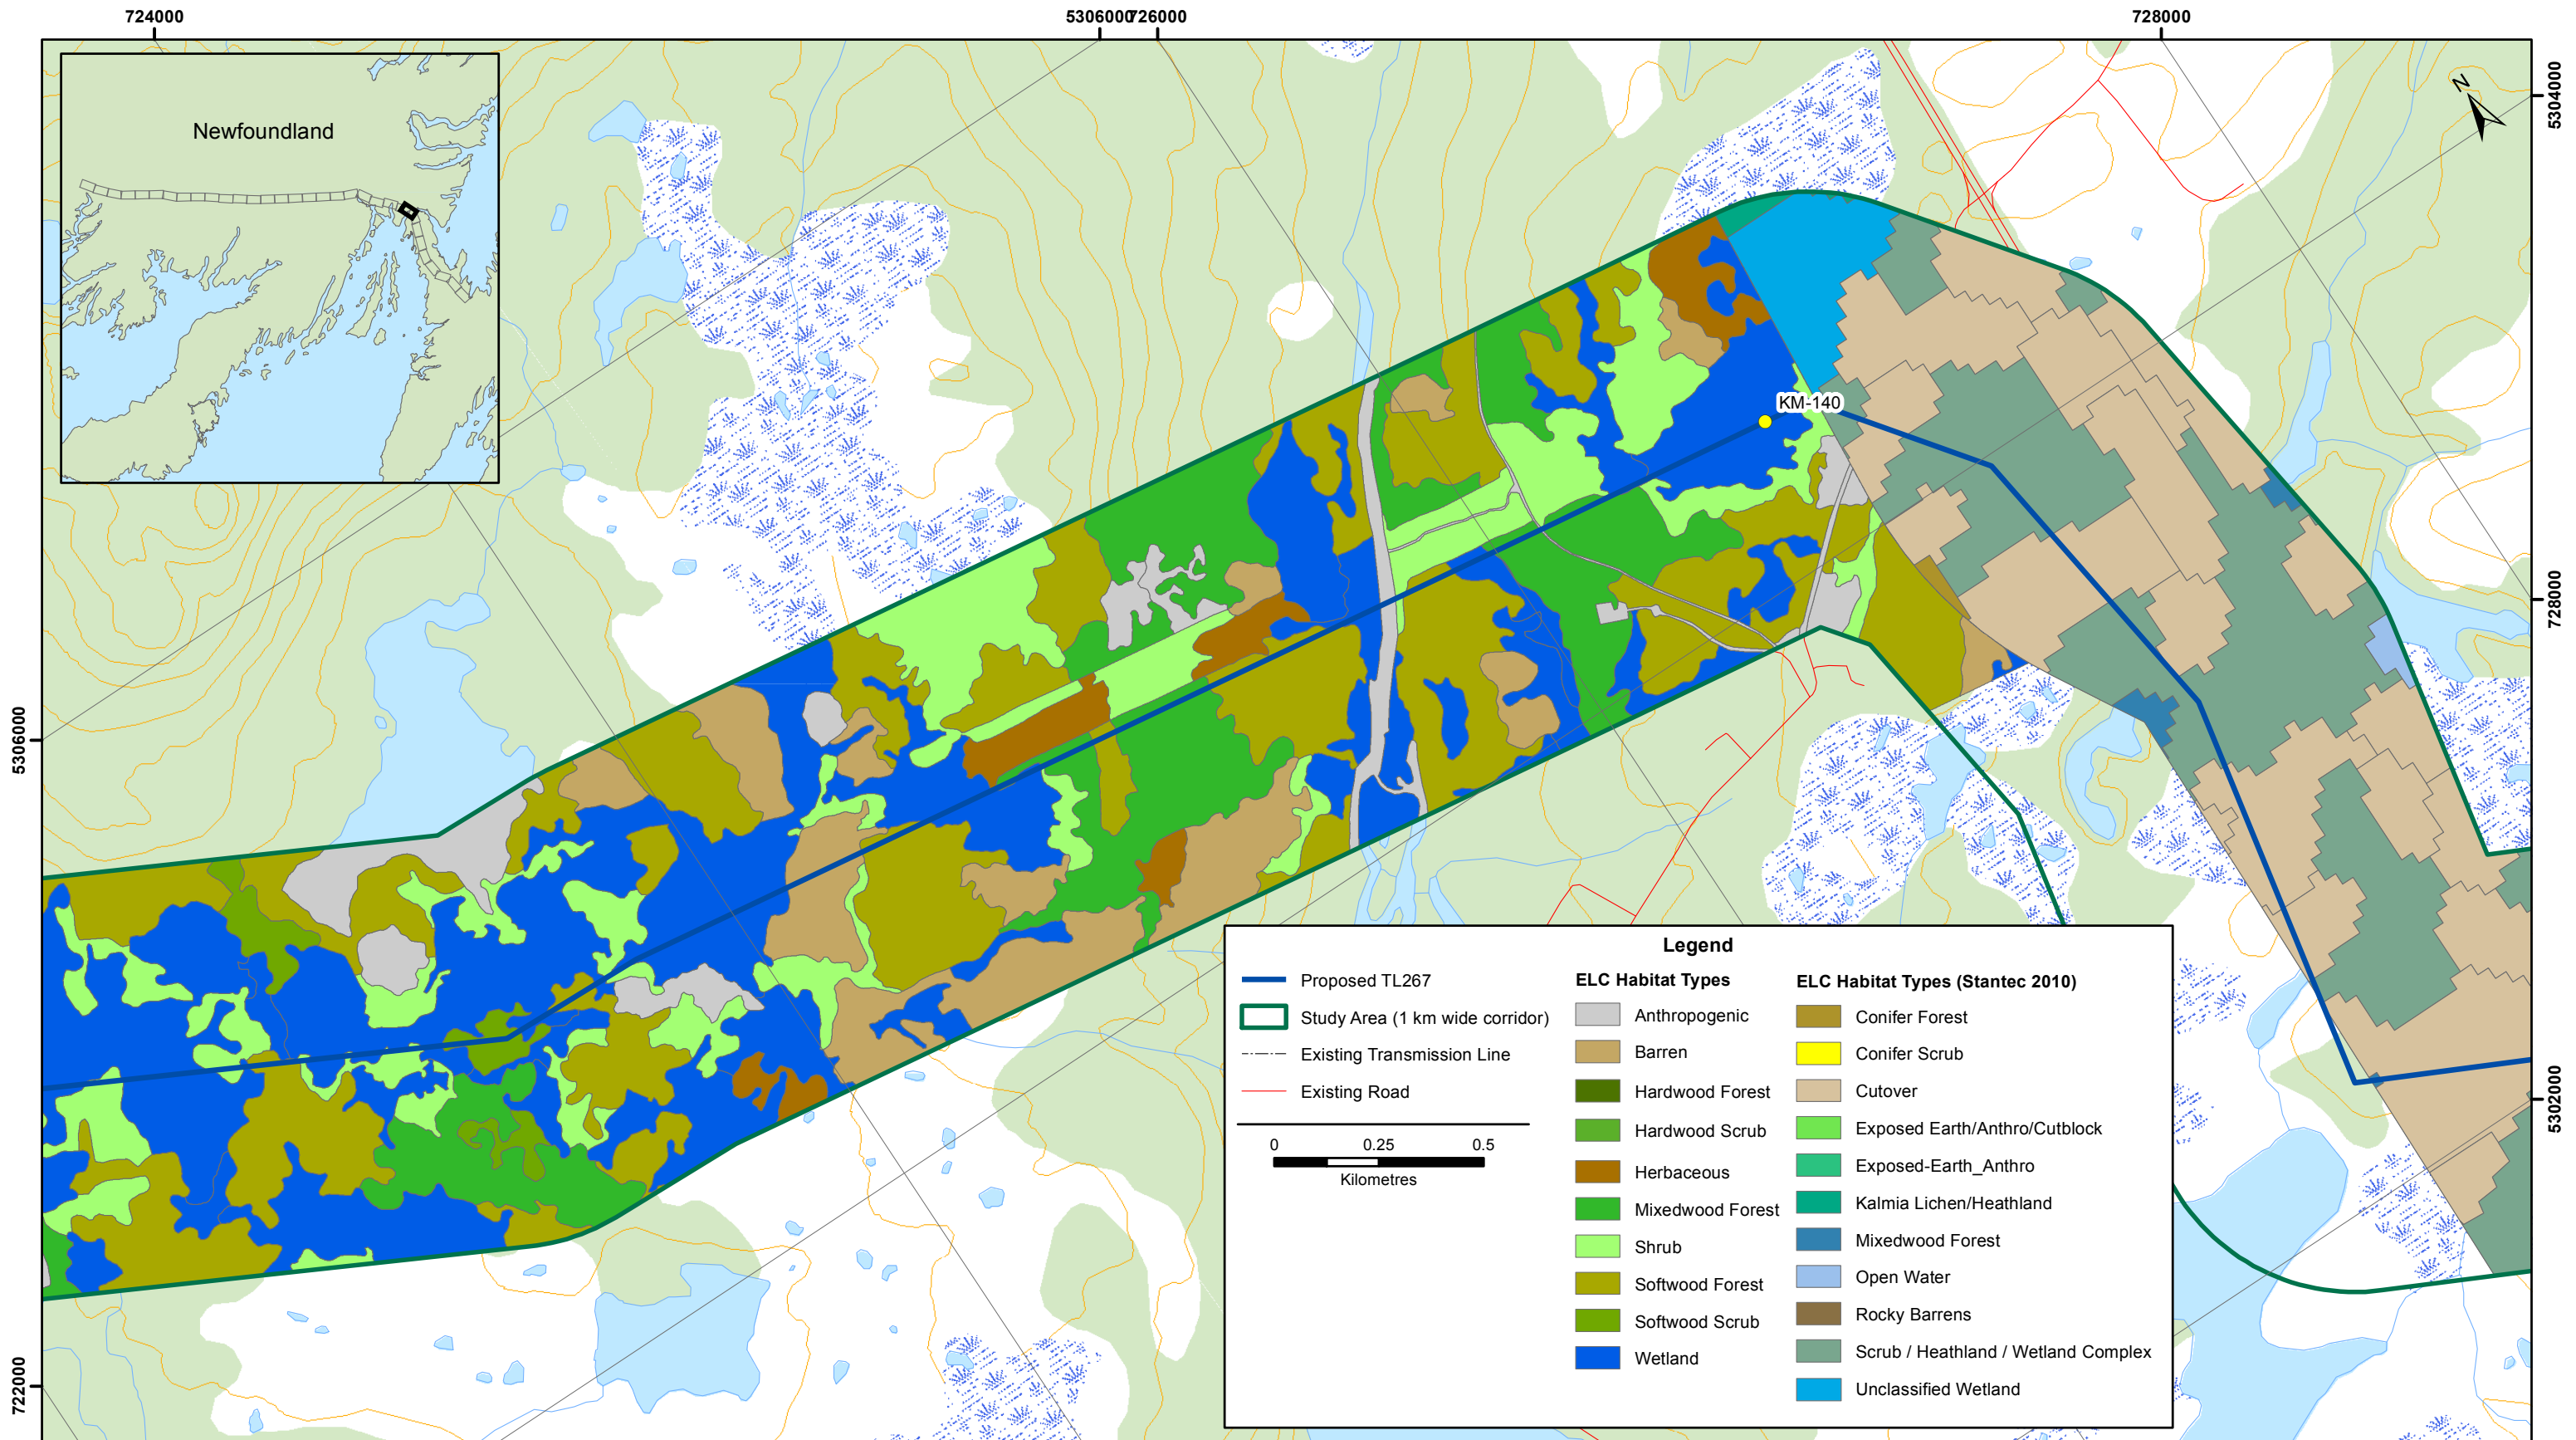 724000
5306000
726000
728000
Newfoundland
N
5304000
KM-140
728000
5306000
5302000
722000
Legend
Proposed TL267
Study Area (1 km wide corridor)
Existing Transmission Line
Existing Road
0 0.25 0.5
Kilometres
ELC Habitat Types
Anthropogenic
Barren
Hardwood Forest
Hardwood Scrub
Herbaceous
Mixedwood Forest
Shrub
Softwood Forest
Softwood Scrub
Wetland
ELC Habitat Types (Stantec 2010)
Conifer Forest
Conifer Scrub
Cutover
Exposed Earth/Anthro/Cutblock
Exposed-Earth_Anthro
Kalmia Lichen/Heathland
Mixedwood Forest
Open Water
Rocky Barrens
Scrub / Heathland / Wetland Complex
Unclassified Wetland